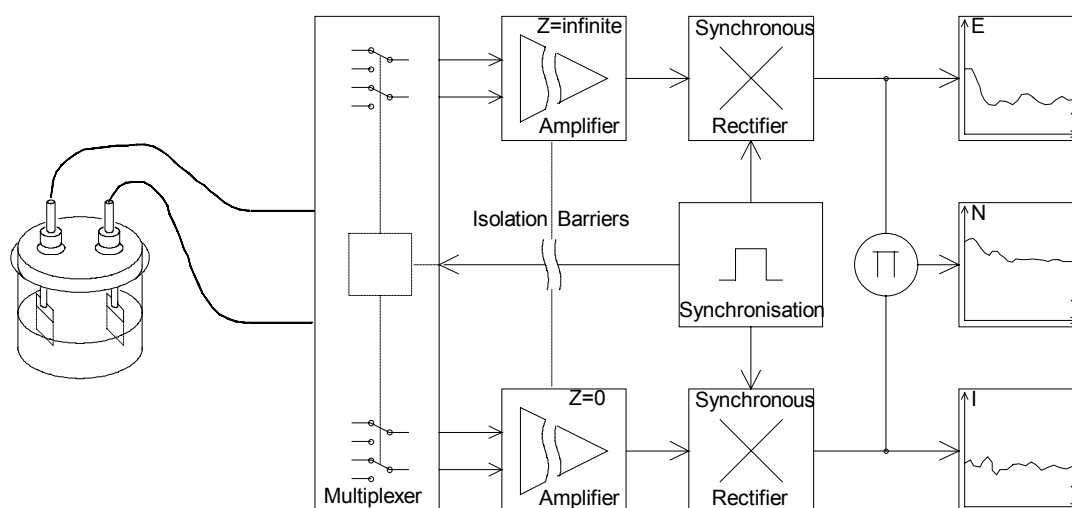 Z=infinite
Amplifier
Synchronous
Rectifier
E
Isolation Barriers
Synchronisation
N
Z=0
Amplifier
Synchronous
Rectifier
I
Multiplexer